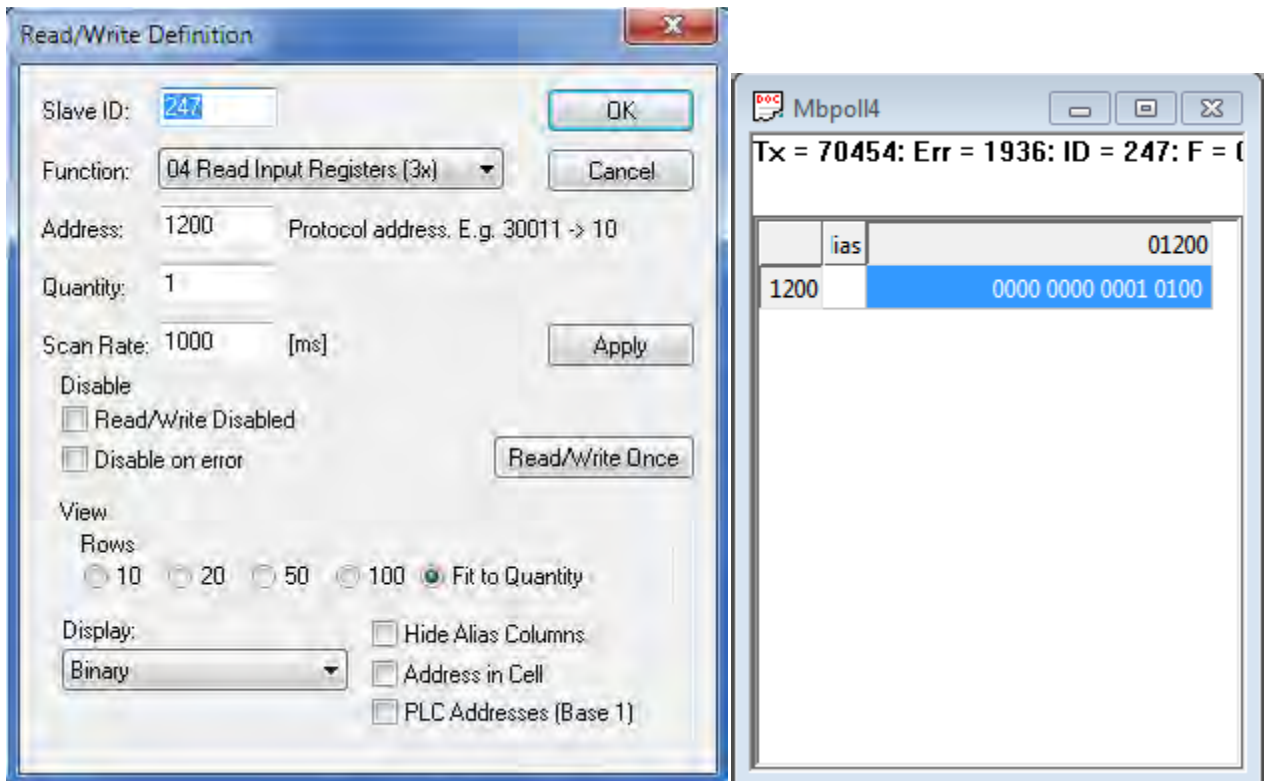 Read/Write Definition
Slave ID: 247
OK
Function: 04 Read Input Registers (3x)
Cancel
Address: 1200 Protocol address. E.g. 30011 -> 10
Quantity: 1
Scan Rate: 1000 [ms]
Apply
Disable
Read/Write Disabled
Disable on error
Read/Write Once
View
Rows
10 20 50 100 Fit to Quantity
Display:
Hide Alias Columns
Binary
Address in Cell
PLC Addresses (Base 1)
DOC Mbpoll4
Tx = 70454: Err = 1936: ID = 247: F =
ias 01200
1200 0000 0000 0001 0100